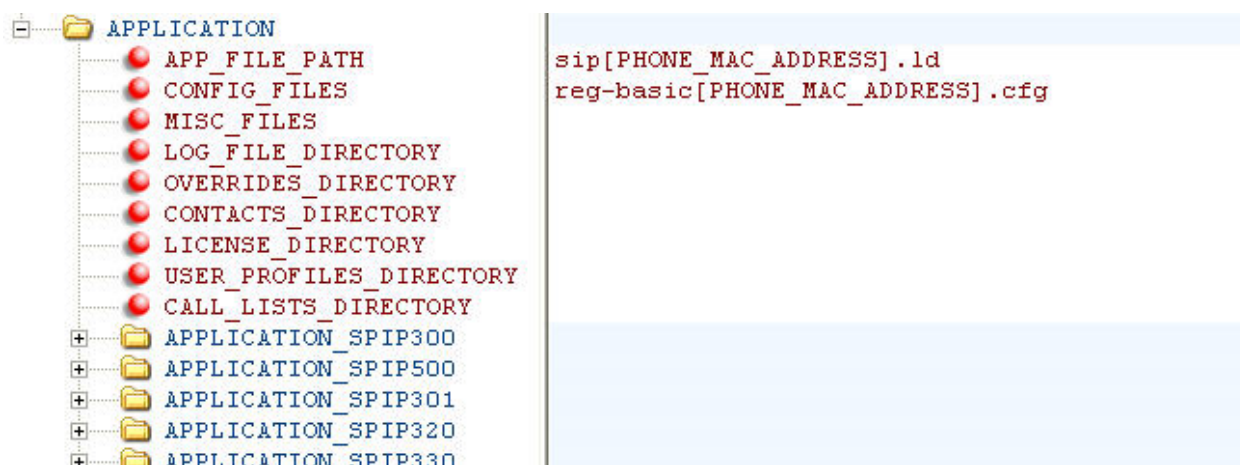 APPLICATION
APP_FILE_PATH sip[PHONE_MAC_ADDRESS].ld
CONFIG_FILES reg-basic[PHONE_MAC_ADDRESS].cfg
MISC_FILES
LOG_FILE_DIRECTORY
OVERRIDES_DIRECTORY
CONTACTS_DIRECTORY
LICENSE_DIRECTORY
USER_PROFILES_DIRECTORY
CALL_LISTS_DIRECTORY
APPLICATION_SPIP300
APPLICATION_SPIP500
APPLICATION_SPIP301
APPLICATION_SPIP320
APPLICATION_SPIP330